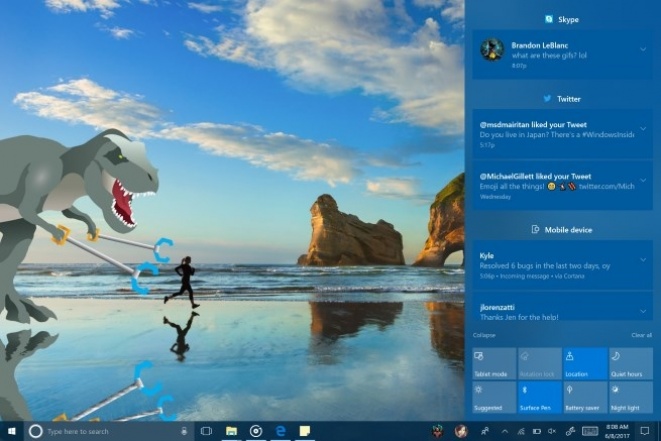 Skype
Brandon LeBlanc
what are these gifs? lol
Twitter
@msdmairitan liked your Tweet
Do you live in Japan? There's a #WindowsInside
5:17p
@MichaelGillett liked your Tweet
Emoji all the things! twitter.com/Mich
Wednesday
Mobile device
Kyle
Resolved 6 bugs in the last two days, oy
5:08p • Incoming message • via Cortana
jlorenzatti
Thanks Jen for the help!
Collapse Clear all
Tablet mode Rotation lock Location Quiet hours
Suggested Surface Pen Battery saver Night light
Type here to search
8:08 AM
6/8/2017